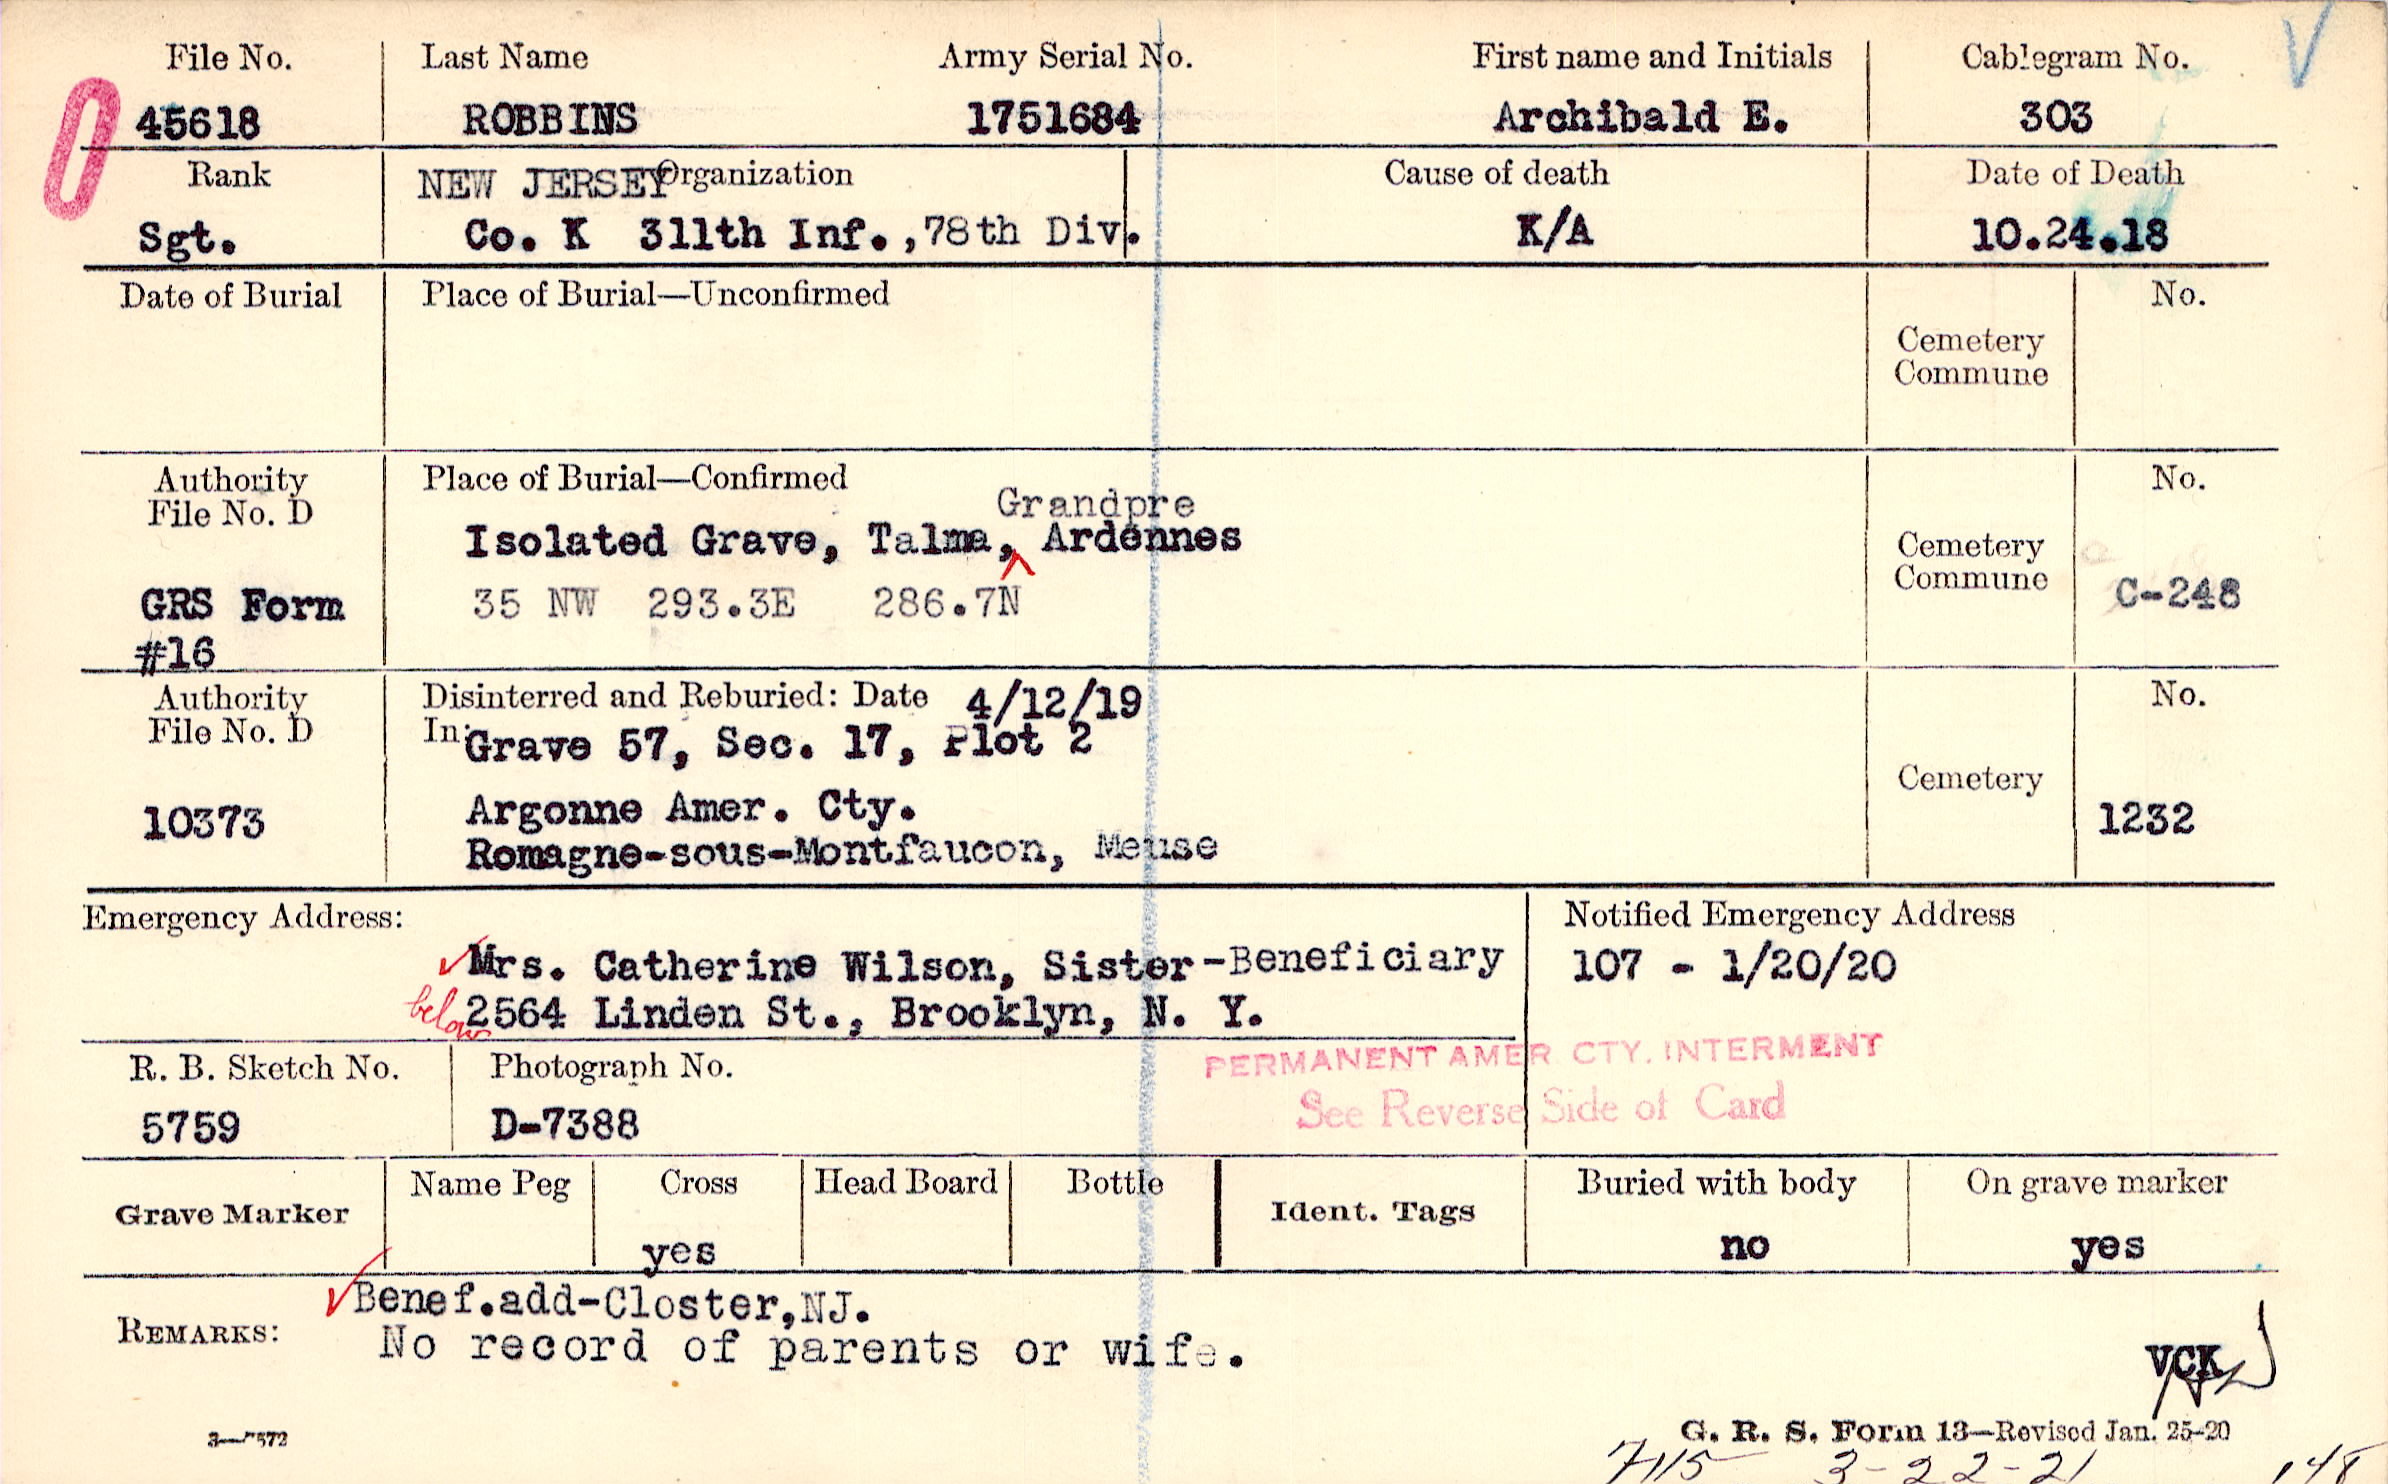 File No. Last Name Army Serial No. First name and Initials Cablegram No.
45618 ROBBINS 1751684 Archibald E. 303
Rank NEW JERSEY Organization Cause of death Date of Death
Sgt. Co. K 311th Inf., 78th Div. K/A 10.24.18
Date of Burial Place of Burial—Unconfirmed No.
Cemetery
Commune
Authority Place of Burial—Confirmed No.
File No. D Grandpre
Isolated Grave, Talma, Ardennes Cemetery
GRS Form 35 NW 293.3E 286.7N Commune C-248
#16
Authority Disinterred and Reburied: Date 4/12/19 No.
File No. D In: Grave 57, Sec. 17, Plot 2
Cemetery
10373 Argonne Amer. Cty. 1232
Romagne-sous-Montfaucon, Meuse
Emergency Address: Notified Emergency Address
Mrs. Catherine Wilson, Sister-Beneficiary 107 - 1/20/20
below 2564 Linden St., Brooklyn, N. Y.
PERMANENT AMER CTY. INTERMENT
R. B. Sketch No. Photograph No. See Reverse Side of Card
5759 D-7388
Name Peg Cross Head Board Bottle Buried with body On grave marker
Grave Marker Ident. Tags
yes no yes
Benef.add-Closter,NJ.
REMARKS: No record of parents or wife.
VCK
3—7572 G. R. S. Form 13—Revised Jan. 25-20
7115 3-22-21 148